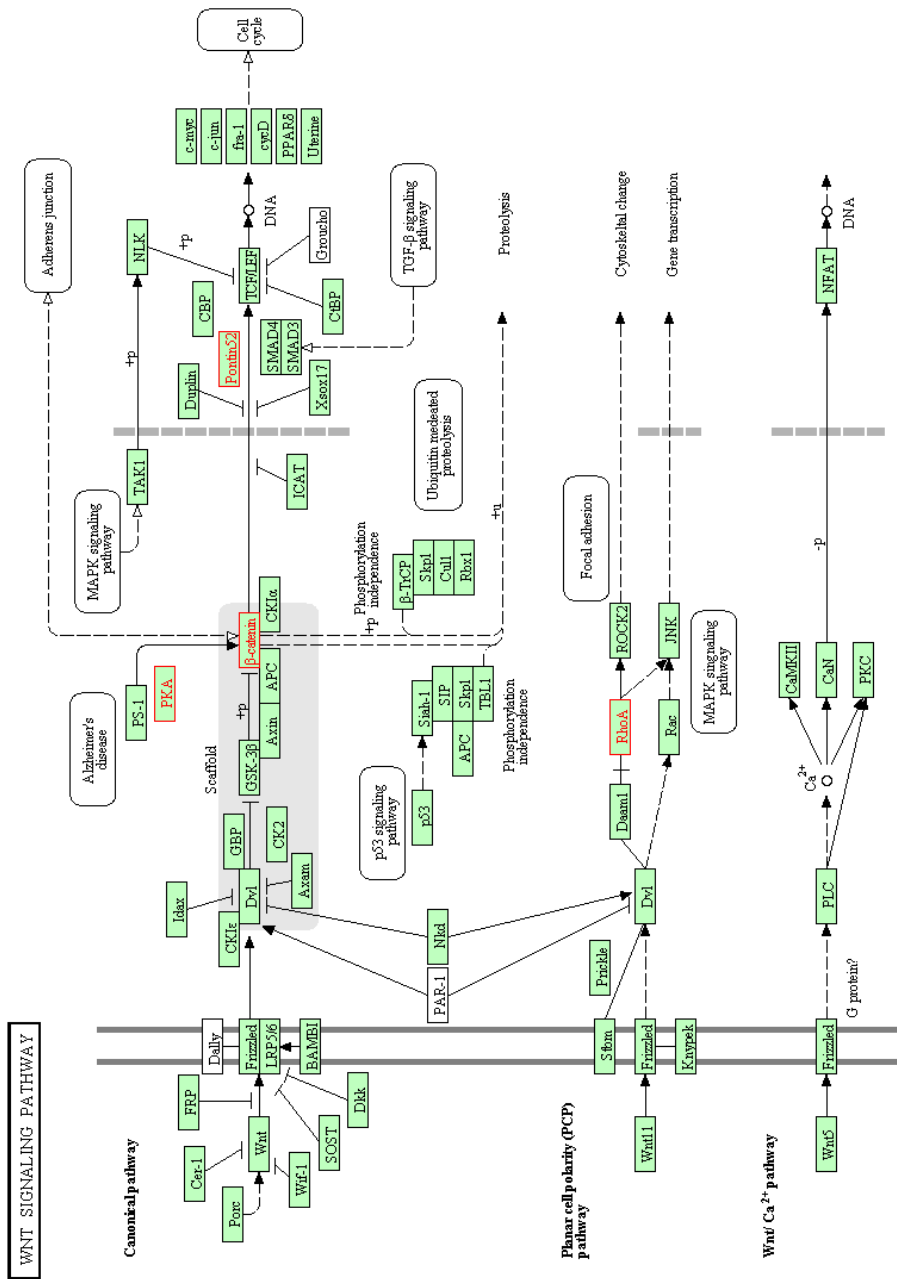 WNT SIGNALING PATHWAY
Canonical pathway
Porc
Cer-1
Wnt
Wif-1
FRP
SOST
Dkk
Dally
Frizzled
LRP5/6
BAMBI
Idax
CKIε
Dvl
Axam
GBP
CK2
PAR-1
Nkd
Scaffold
GSK-3β
Axin
APC
+p
β-catenin
CKIα
Alzheimer's
disease
PS-1
PKA
Adherens junction
MAPK signaling
pathway
TAK1
+p
NLK
+p
ICAT
Duplin
Xsox17
Pontin52
CBP
SMAD4
SMAD3
TCF/LEF
CtBP
Groucho
DNA
c-myc
c-jun
fra-1
cycD
PPARδ
Uterine
Cell
cycle
TGF-β signaling
pathway
p53 signaling
pathway
p53
Siah-1
SIP
APC
Skp1
TBL1
Phosphorylation
independence
+p
Phosphorylation
independence
β-TrCP
Skp1
Cul1
Rbx1
Ubiquitin medeated
proteolysis
+u
Proteolysis
Planar cell polarity (PCP)
pathway
Wnt11
Stbm
Frizzled
Knypek
Prickle
Dvl
Daam1
RhoA
Rac
ROCK2
JNK
Focal adhesion
MAPK singnaling
pathway
Cytoskeltal change
Gene transcription
Wnt/ Ca2+ pathway
Wnt5
Frizzled
G protein?
PLC
Ca2+
CaMKII
CaN
PKC
-p
NFAT
DNA